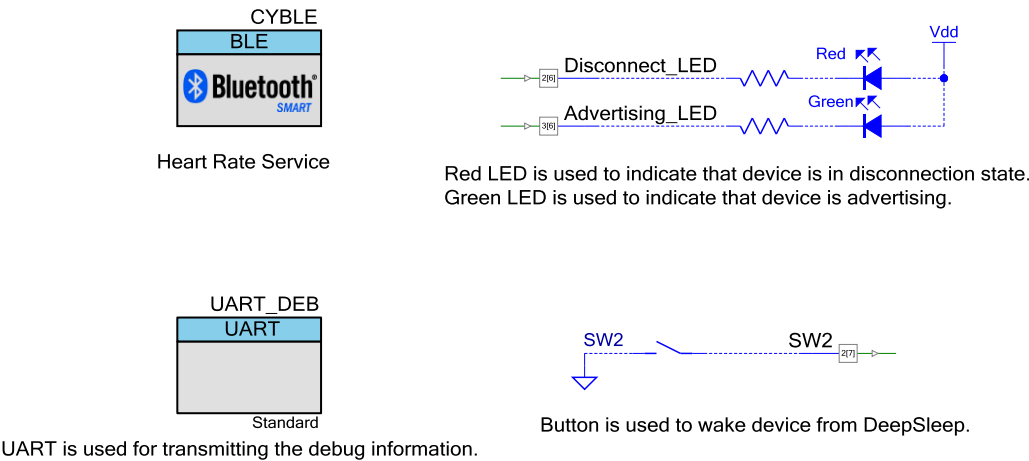 CYBLE
BLE
Bluetooth®
SMART
Heart Rate Service
Vdd
Red
Disconnect_LED
2[6]
Green
Advertising_LED
3[6]
Red LED is used to indicate that device is in disconnection state.
Green LED is used to indicate that device is advertising.
UART_DEB
UART
Standard
UART is used for transmitting the debug information.
SW2
SW2
2[7]
Button is used to wake device from DeepSleep.